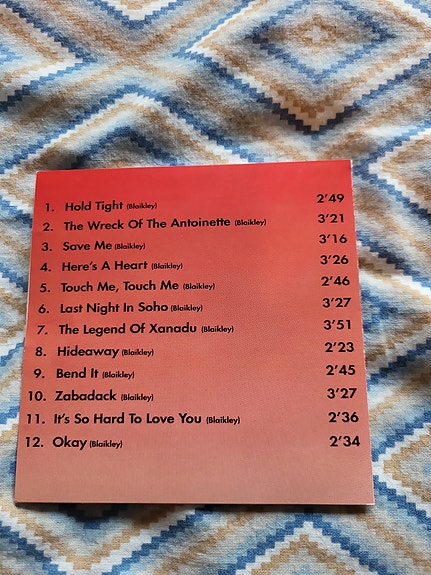 1. Hold Tight (Blaikley) 2'49
2. The Wreck Of The Antoinette (Blaikley) 3'21
3. Save Me (Blaikley) 3'16
4. Here's A Heart (Blaikley) 3'26
5. Touch Me, Touch Me (Blaikley) 2'46
6. Last Night In Soho (Blaikley) 3'27
7. The Legend Of Xanadu (Blaikley) 3'51
8. Hideaway (Blaikley) 2'23
9. Bend It (Blaikley) 2'45
10. Zabadack (Blaikley) 3'27
11. It's So Hard To Love You (Blaikley) 2'36
12. Okay (Blaikley) 2'34